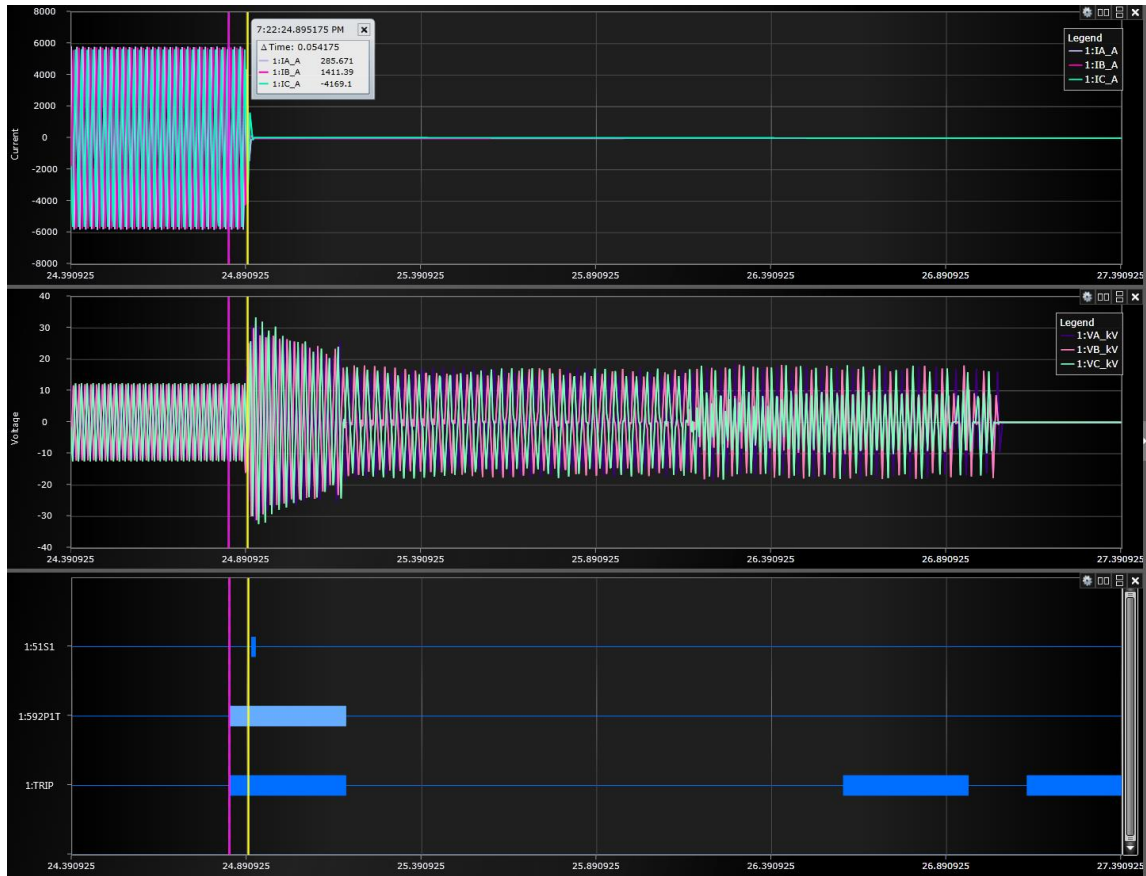 8000
6000
4000
2000
0
-2000
-4000
-6000
-8000
Current
7:22:24.895175 PM
Δ Time: 0.054175
1:IA_A 285.671
1:IB_A 1411.39
1:IC_A -4169.1
Legend
1:IA_A
1:IB_A
1:IC_A
24.390925 24.890925 25.390925 25.890925 26.390925 26.890925 27.390925
40
30
20
10
0
-10
-20
-30
-40
Voltage
Legend
1:VA_kV
1:VB_kV
1:VC_kV
24.390925 24.890925 25.390925 25.890925 26.390925 26.890925 27.390925
1:51S1
1:592P1T
1:TRIP
24.390925 24.890925 25.390925 25.890925 26.390925 26.890925 27.390925